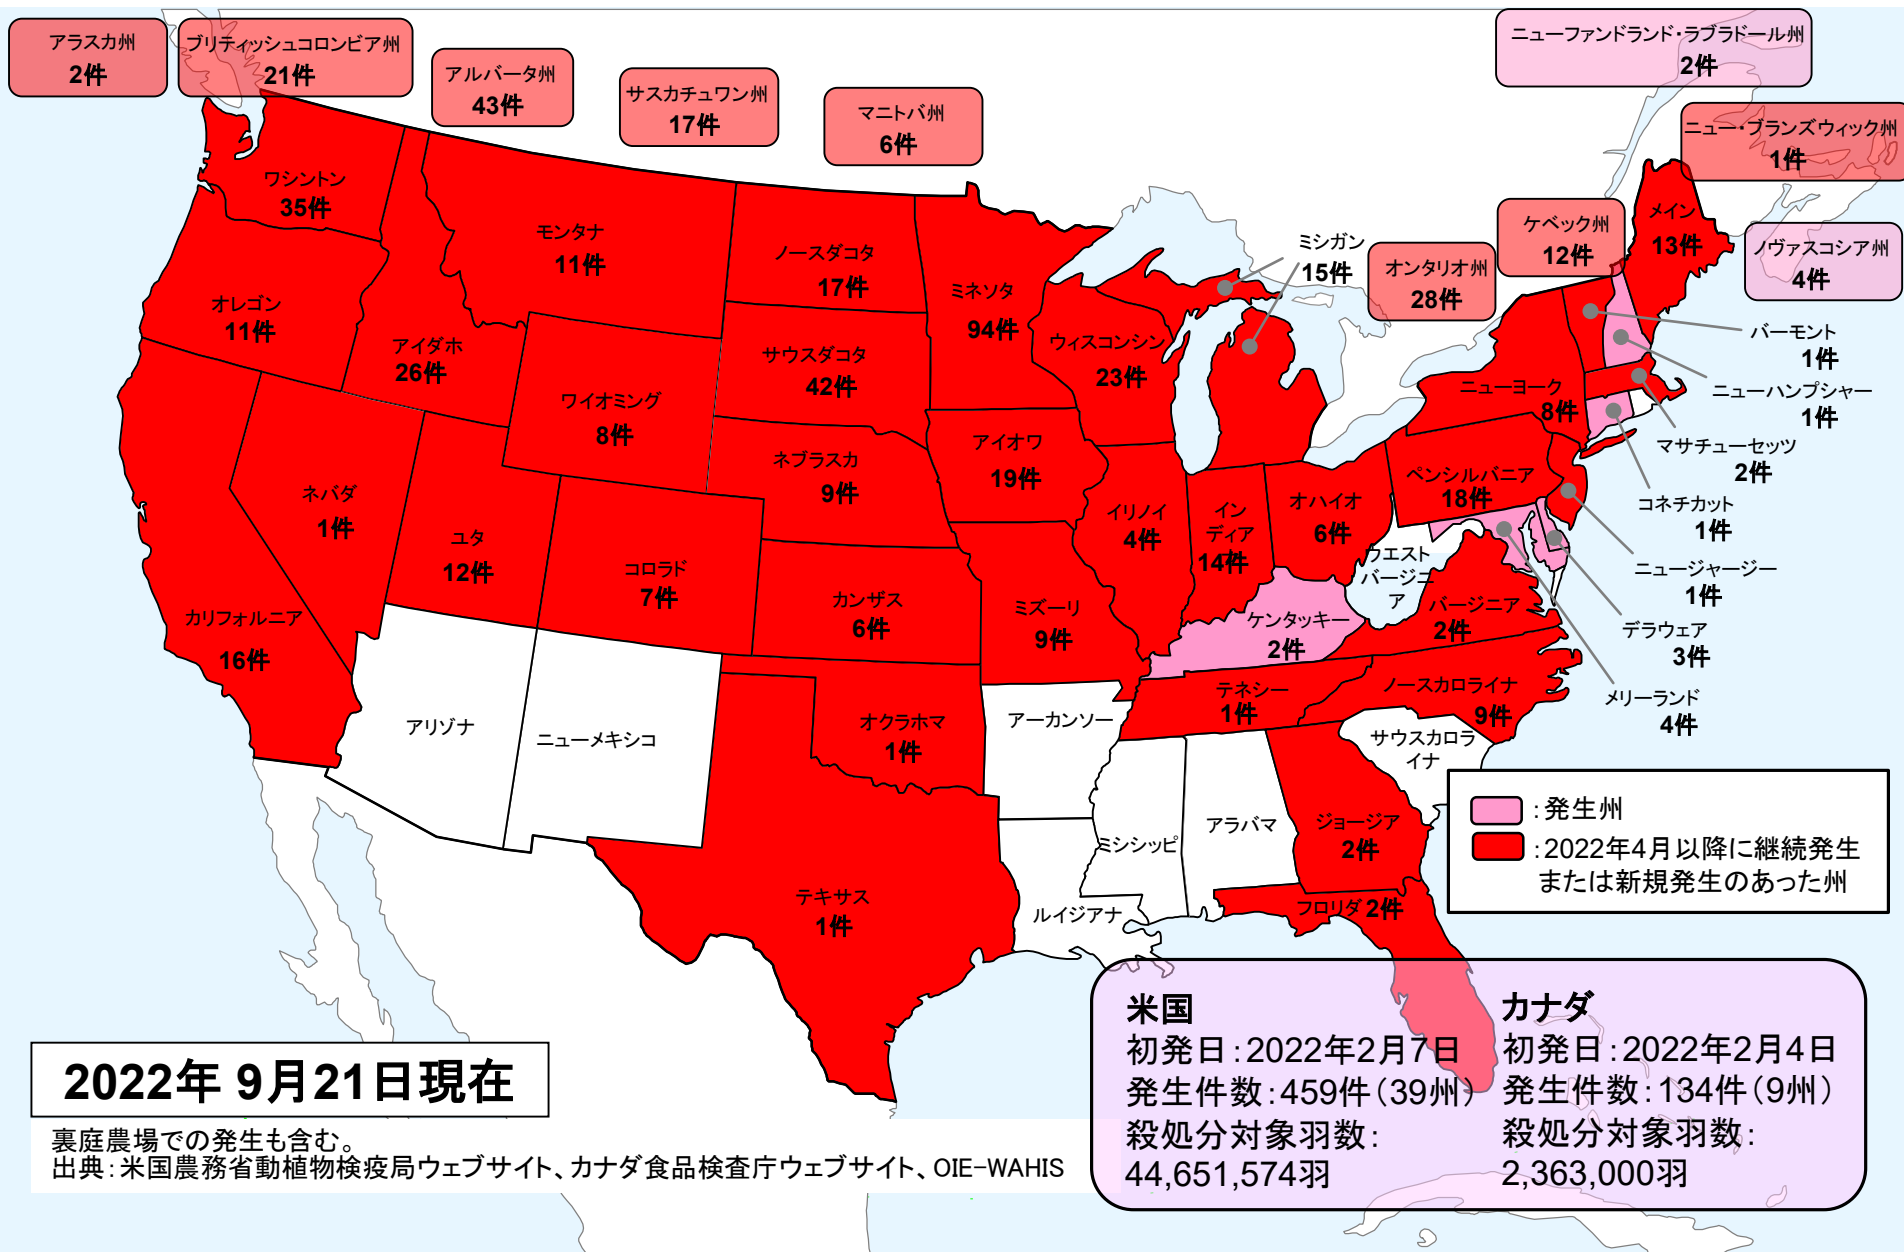 アラスカ州
2件
ブリティッシュコロンビア州
21件
アルバータ州
43件
サスカチュワン州
17件
マニトバ州
6件
ニューファンドランド・ラブラドール州
2件
ニュー・ブランズウィック州
1件
ケベック州
12件
オンタリオ州
28件
ノヴァスコシア州
4件
ワシントン
35件
モンタナ
11件
ノースダコタ
17件
ミネソタ
94件
ミシガン
15件
メイン
13件
オレゴン
11件
アイダホ
26件
サウスダコタ
42件
ウィスコンシン
23件
バーモント
1件
ニューハンプシャー
1件
ニューヨーク
8件
マサチューセッツ
2件
ワイオミング
8件
アイオワ
19件
ネブラスカ
9件
ペンシルバニア
18件
コネチカット
1件
ネバダ
1件
ユタ
12件
コロラド
7件
イリノイ
4件
イン
ディア
14件
オハイオ
6件
ウエスト
バージニ
ア
ニュージャージー
1件
カリフォルニア
16件
カンザス
6件
ミズーリ
9件
ケンタッキー
2件
バージニア
2件
デラウェア
3件
メリーランド
4件
アリゾナ
ニューメキシコ
オクラホマ
1件
アーカンソー
テネシー
1件
ノースカロライナ
9件
サウスカロラ
イナ
テキサス
1件
ルイジアナ
ミシシッピ
アラバマ
ジョージア
2件
フロリダ 2件
:発生州
:2022年4月以降に継続発生
または新規発生のあった州
米国
初発日:2022年2月7日
発生件数:459件(39州)
殺処分対象羽数:
44,651,574羽
カナダ
初発日:2022年2月4日
発生件数:134件(9州)
殺処分対象羽数:
2,363,000羽
2022年 9月21日現在
裏庭農場での発生も含む。
出典:米国農務省動植物検疫局ウェブサイト、カナダ食品検査庁ウェブサイト、OIE-WAHIS